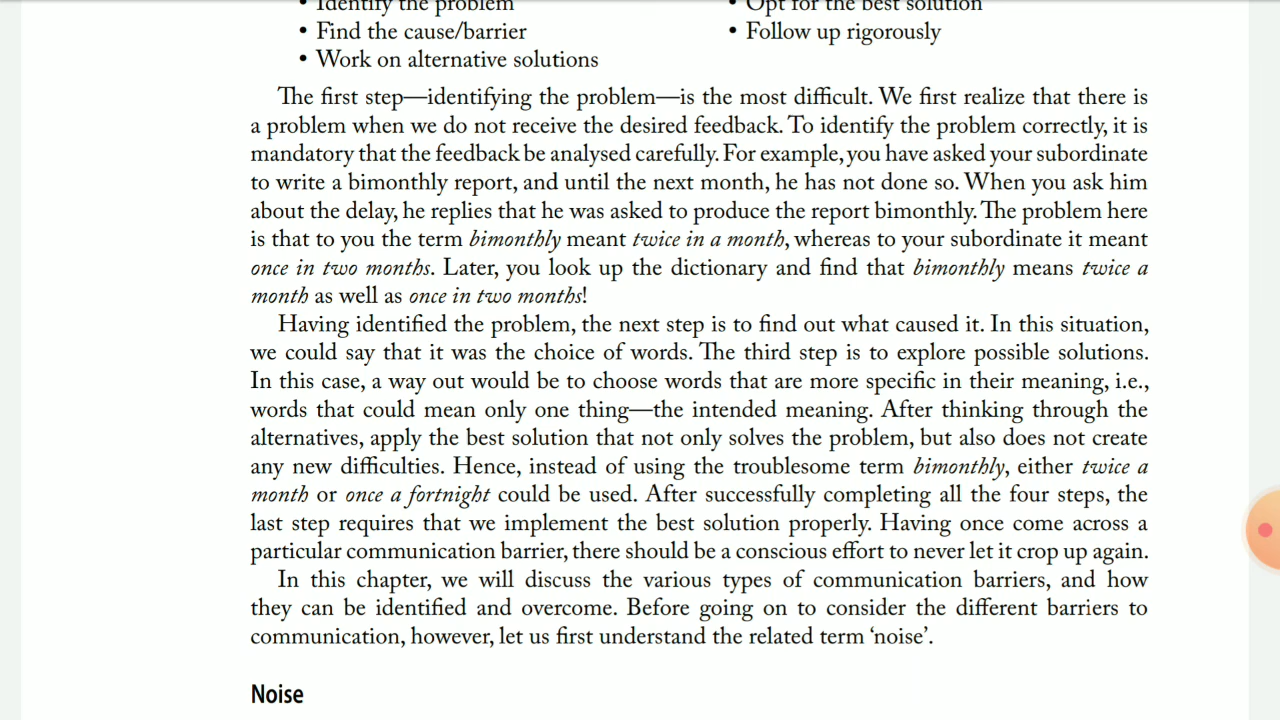 • Identify the problem
• Opt for the best solution
• Find the cause/barrier
• Follow up rigorously
• Work on alternative solutions
The first step—identifying the problem—is the most difficult. We first realize that there is
a problem when we do not receive the desired feedback. To identify the problem correctly, it is
mandatory that the feedback be analysed carefully. For example, you have asked your subordinate
to write a bimonthly report, and until the next month, he has not done so. When you ask him
about the delay, he replies that he was asked to produce the report bimonthly. The problem here
is that to you the term bimonthly meant twice in a month, whereas to your subordinate it meant
once in two months. Later, you look up the dictionary and find that bimonthly means twice a
month as well as once in two months!
Having identified the problem, the next step is to find out what caused it. In this situation,
we could say that it was the choice of words. The third step is to explore possible solutions.
In this case, a way out would be to choose words that are more specific in their meaning, i.e.,
words that could mean only one thing—the intended meaning. After thinking through the
alternatives, apply the best solution that not only solves the problem, but also does not create
any new difficulties. Hence, instead of using the troublesome term bimonthly, either twice a
month or once a fortnight could be used. After successfully completing all the four steps, the
last step requires that we implement the best solution properly. Having once come across a
particular communication barrier, there should be a conscious effort to never let it crop up again.
In this chapter, we will discuss the various types of communication barriers, and how
they can be identified and overcome. Before going on to consider the different barriers to
communication, however, let us first understand the related term ‘noise’.
Noise